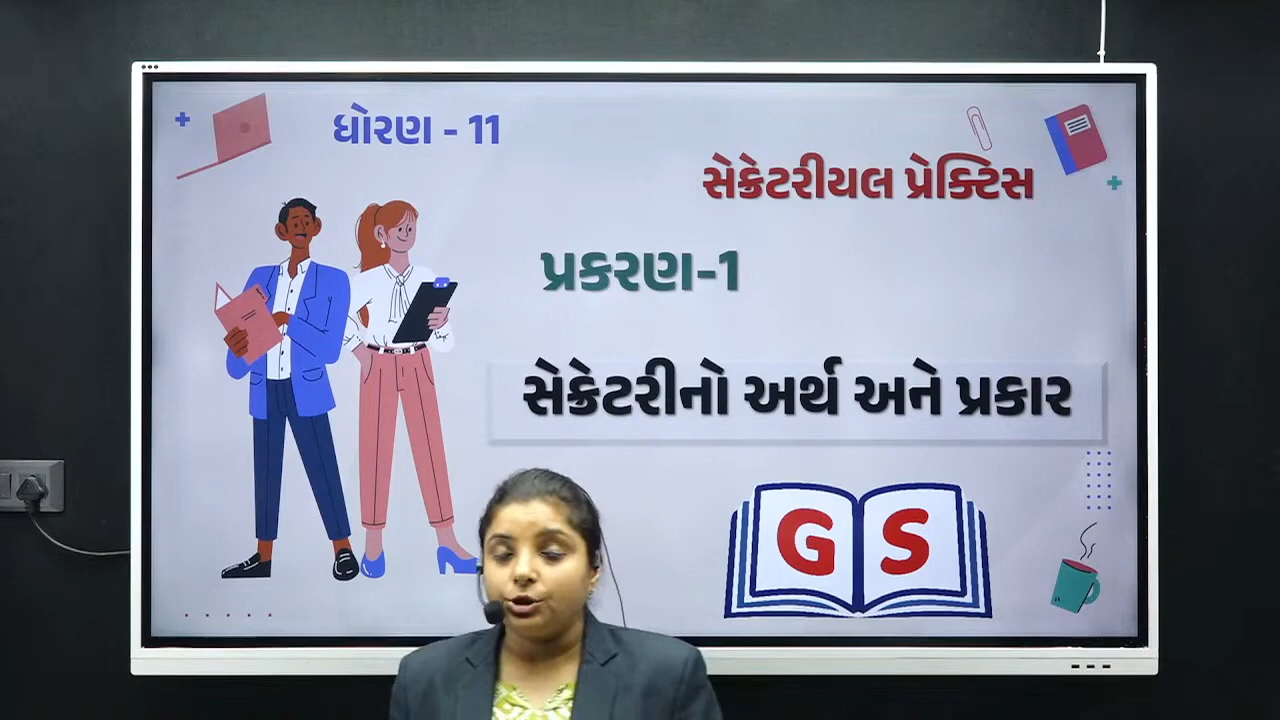 ધોરણ - 11
સેક્રેટરીયલ પ્રેક્ટિસ
પ્રકરણ-1
સેક્રેટરીનો અર્થ અને પ્રકાર
G S